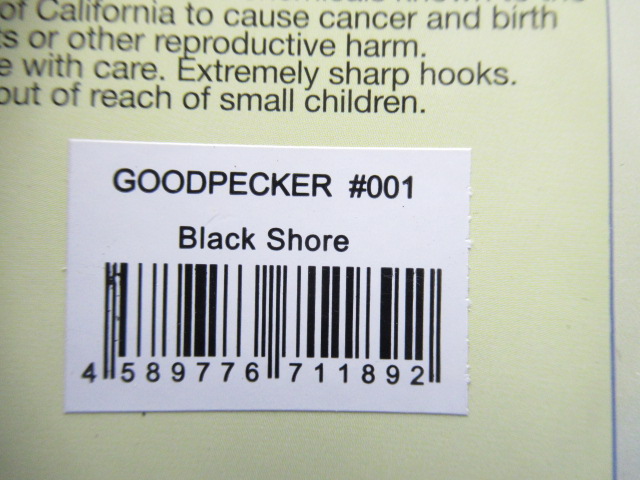 of California to cause cancer and birth
or other reproductive harm.
with care. Extremely sharp hooks.
out of reach of small children.
GOODPECKER #001
Black Shore
4 589776 711892